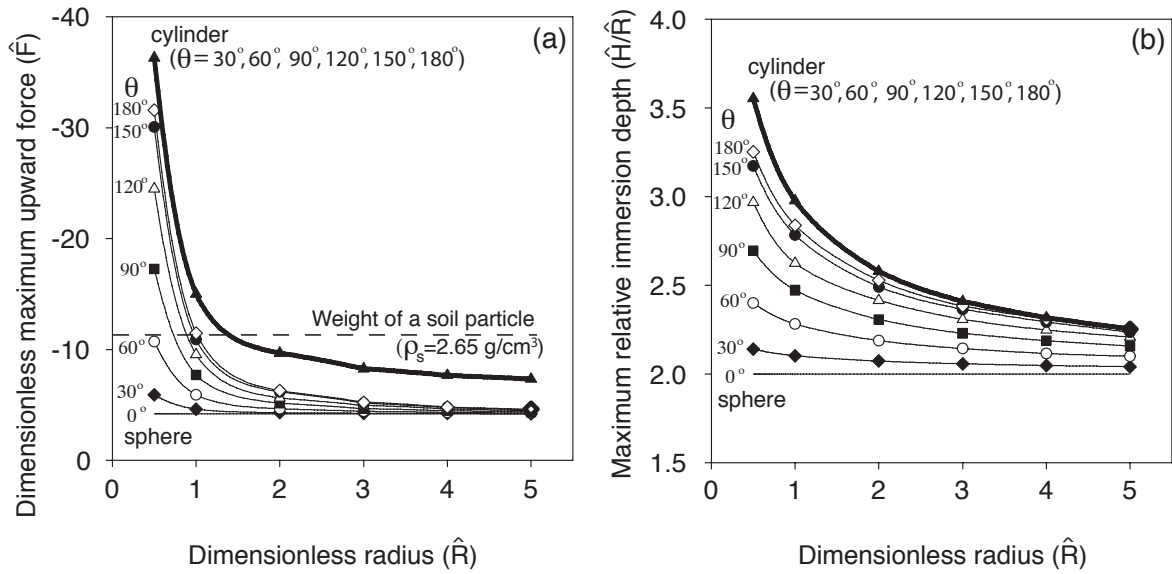 -40
-30
-20
-10
0
0 1 2 3 4 5
Dimensionless maximum upward force (F̂)
Dimensionless radius (R̂)
(a)
cylinder
(θ = 30°, 60°, 90°, 120°, 150°, 180°)
θ
180°
150°
120°
90°
60°
30°
0°
sphere
Weight of a soil particle
(ρs=2.65 g/cm³)
4.0
3.5
3.0
2.5
2.0
1.5
0 1 2 3 4 5
Maximum relative immersion depth (Ĥ/R̂)
Dimensionless radius (R̂)
(b)
cylinder
(θ = 30°, 60°, 90°, 120°, 150°, 180°)
θ
180°
150°
120°
90°
60°
30°
0°
sphere